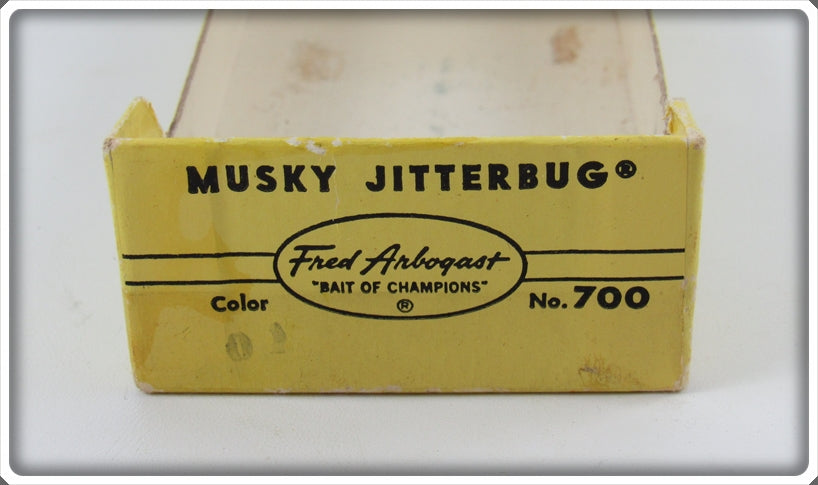 MUSKY JITTERBUG®
Fred Arbogast
"BAIT OF CHAMPIONS"
®
Color No. 700